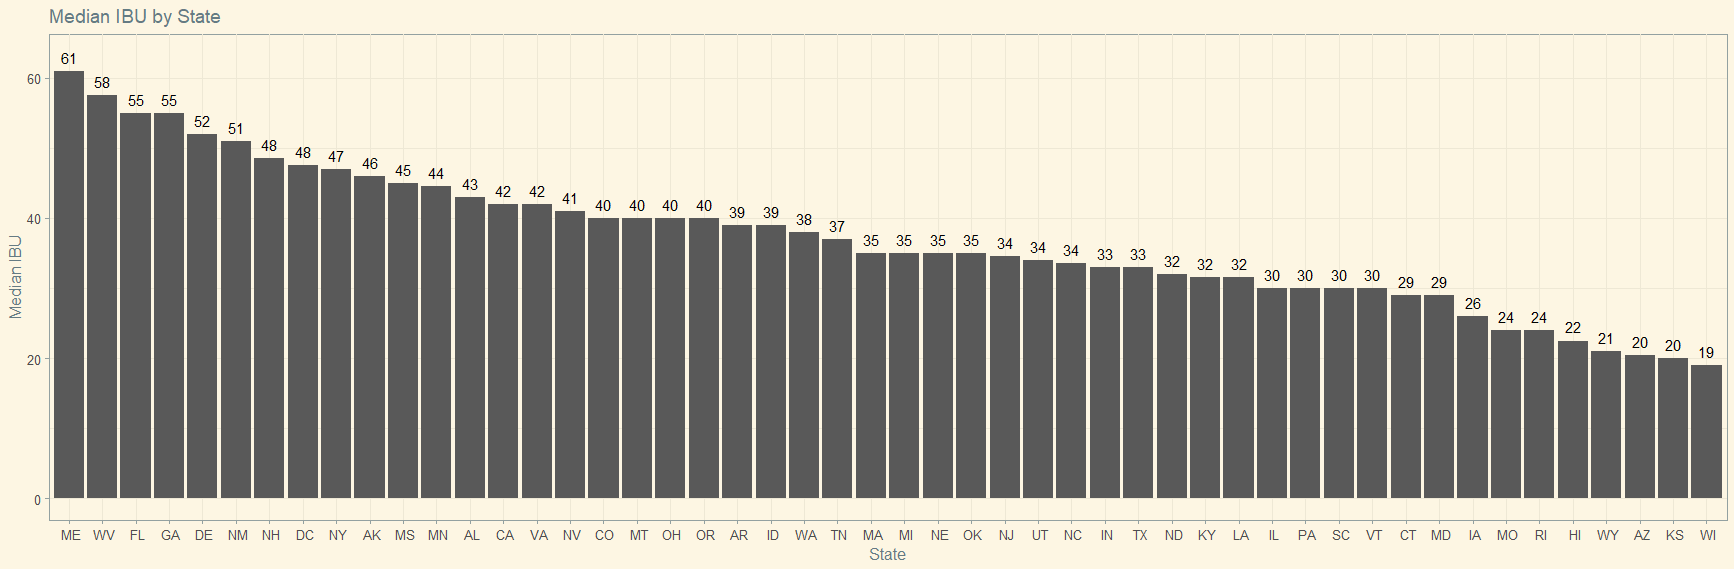 Median IBU by State
61 58 55 55 52 51 48 48 47 46 45 44 43 42 42 41 40 40 40 40 39 39 38 37 35 35 35 35 34 34 34 33 33 32 32 32 30 30 30 30 29 29 26 24 24 22 21 20 20 19
60
40
20
0
Median IBU
ME WV FL GA DE NM NH DC NY AK MS MN AL CA VA NV CO MT OH OR AR ID WA TN MA MI NE OK NJ UT NC IN TX ND KY LA IL PA SC VT CT MD IA MO RI HI WY AZ KS WI
State